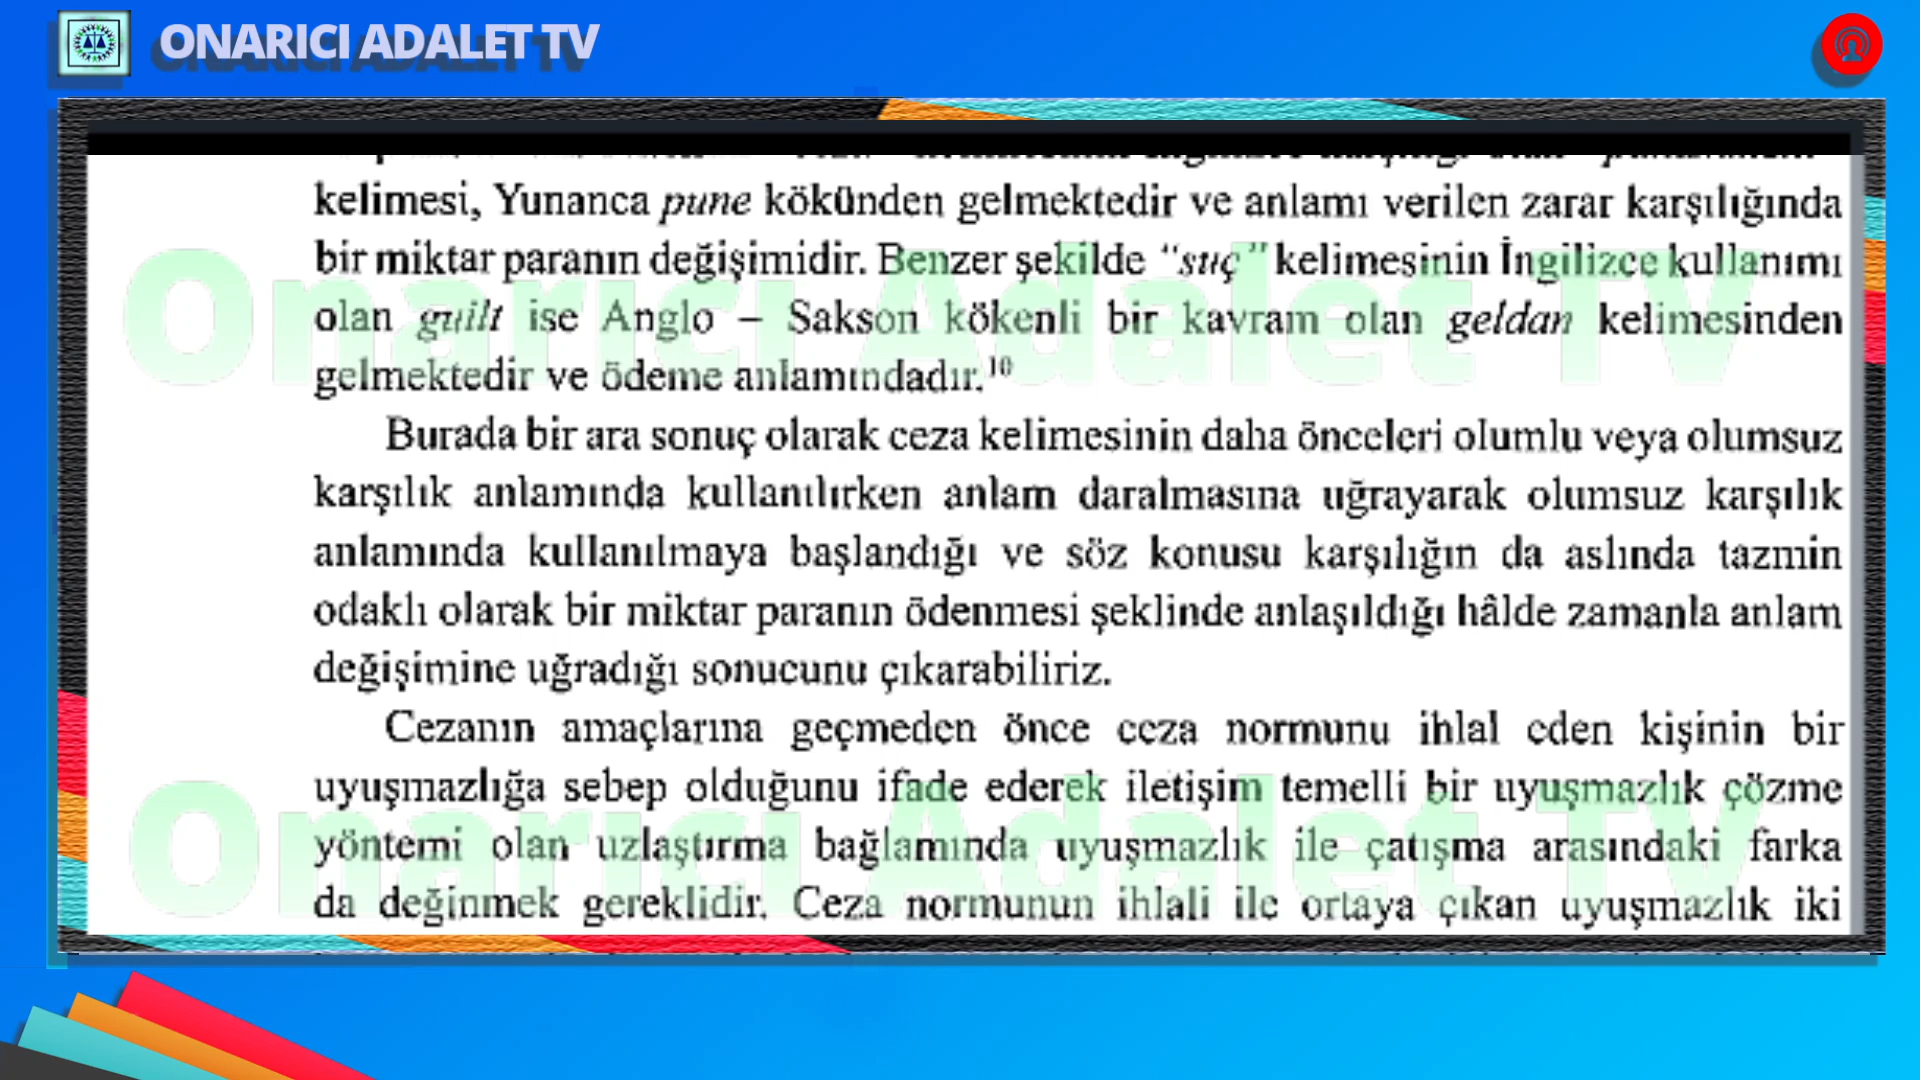 ONARICI ADALET TV
kelimesi, Yunanca pune kökünden gelmektedir ve anlamı verilen zarar karşılığında
bir miktar paranın değişimidir. Benzer şekilde “suç” kelimesinin İngilizce kullanımı
olan guilt ise Anglo – Sakson kökenli bir kavram olan geldan kelimesinden
gelmektedir ve ödeme anlamındadır.10
Burada bir ara sonuç olarak ceza kelimesinin daha önceleri olumlu veya olumsuz
karşılık anlamında kullanılırken anlam daralmasına uğrayarak olumsuz karşılık
anlamında kullanılmaya başlandığı ve söz konusu karşılığın da aslında tazmin
odaklı olarak bir miktar paranın ödenmesi şeklinde anlaşıldığı hâlde zamanla anlam
değişimine uğradığı sonucunu çıkarabiliriz.
Cezanın amaçlarına geçmeden önce ceza normunu ihlal eden kişinin bir
uyuşmazlığa sebep olduğunu ifade ederek iletişim temelli bir uyuşmazlık çözme
yöntemi olan uzlaştırma bağlamında uyuşmazlık ile çatışma arasındaki farka
da değinmek gereklidir. Ceza normunun ihlali ile ortaya çıkan uyuşmazlık iki
Onarıcı Adalet TV
Onarıcı Adalet TV